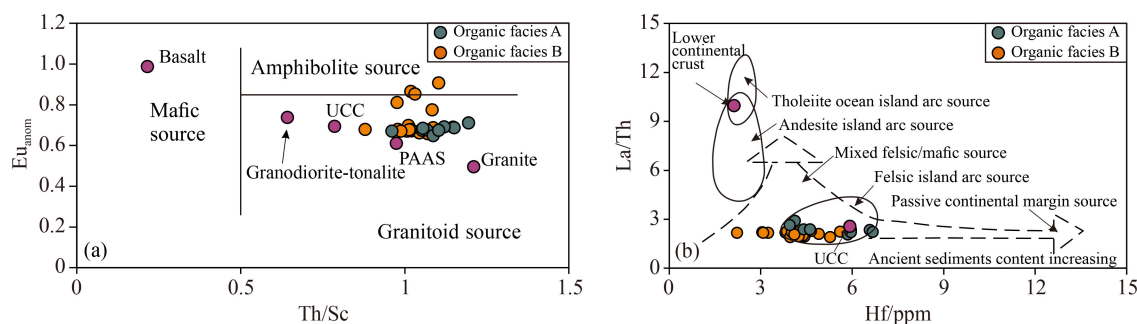 1.2
1.0
0.8
0.6
0.4
0.2
0
Eu_anom
Organic facies A
Organic facies B
Basalt
Amphibolite source
Mafic
source
UCC
PAAS
Granodiorite-tonalite
Granite
Granitoid source
(a)
0
0.5
1.0
1.5
Th/Sc
15
12
9
6
3
0
La/Th
Organic facies A
Organic facies B
Lower
continental
crust
Tholeiite ocean island arc source
Andesite island arc source
Mixed felsic/mafic source
Felsic island arc source
Passive continental margin source
UCC
Ancient sediments content increasing
(b)
0
3
6
9
12
15
Hf/ppm